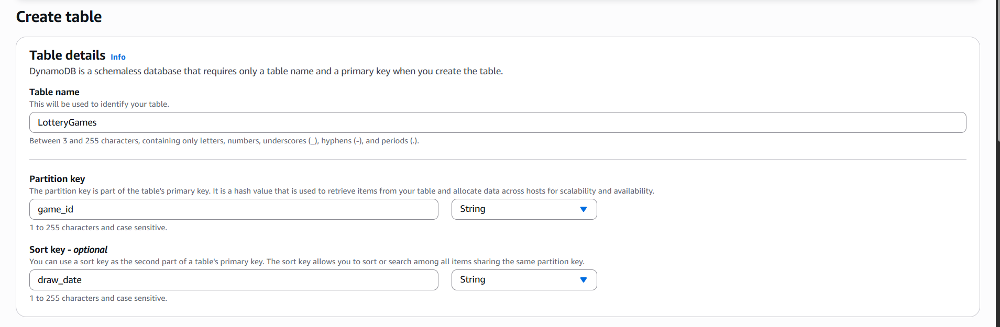 Create table
Table details Info
DynamoDB is a schemaless database that requires only a table name and a primary key when you create the table.
Table name
This will be used to identify your table.
LotteryGames
Between 3 and 255 characters, containing only letters, numbers, underscores (_), hyphens (-), and periods (.).
Partition key
The partition key is part of the table's primary key. It is a hash value that is used to retrieve items from your table and allocate data across hosts for scalability and availability.
game_id String
1 to 255 characters and case sensitive.
Sort key - optional
You can use a sort key as the second part of a table's primary key. The sort key allows you to sort or search among all items sharing the same partition key.
draw_date String
1 to 255 characters and case sensitive.